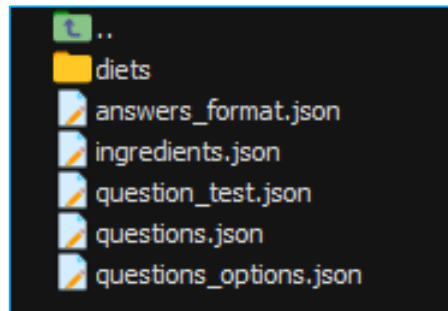 ..
diets
answers_format.json
ingredients.json
question_test.json
questions.json
questions_options.json